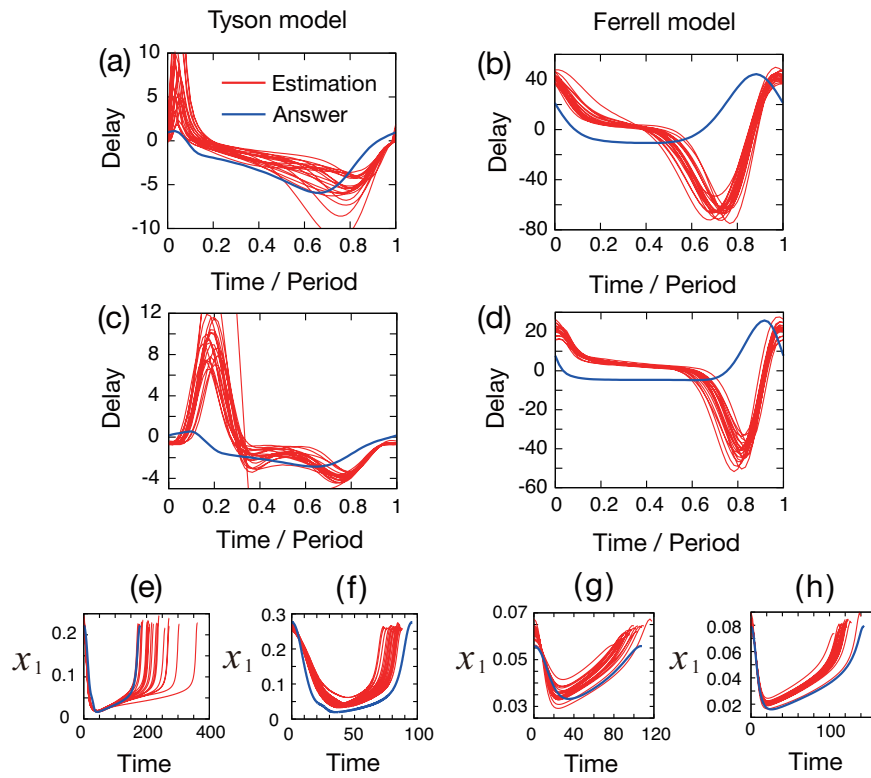 Tyson model
Ferrell model
(a)
10
5
0
-5
-10
Delay
Estimation
Answer
0 0.2 0.4 0.6 0.8 1
Time / Period
(b)
40
0
-40
-80
Delay
0 0.2 0.4 0.6 0.8 1
Time / Period
(c)
12
8
4
0
-4
Delay
0 0.2 0.4 0.6 0.8 1
Time / Period
(d)
20
0
-20
-40
-60
Delay
0 0.2 0.4 0.6 0.8 1
Time / Period
(e)
x1
0.2
0.1
0
0 200 400
Time
(f)
x1
0.3
0.2
0.1
0
0 50 100
Time
(g)
x1
0.07
0.05
0.03
0 40 80 120
Time
(h)
x1
0.08
0.06
0.04
0.02
0 100
Time